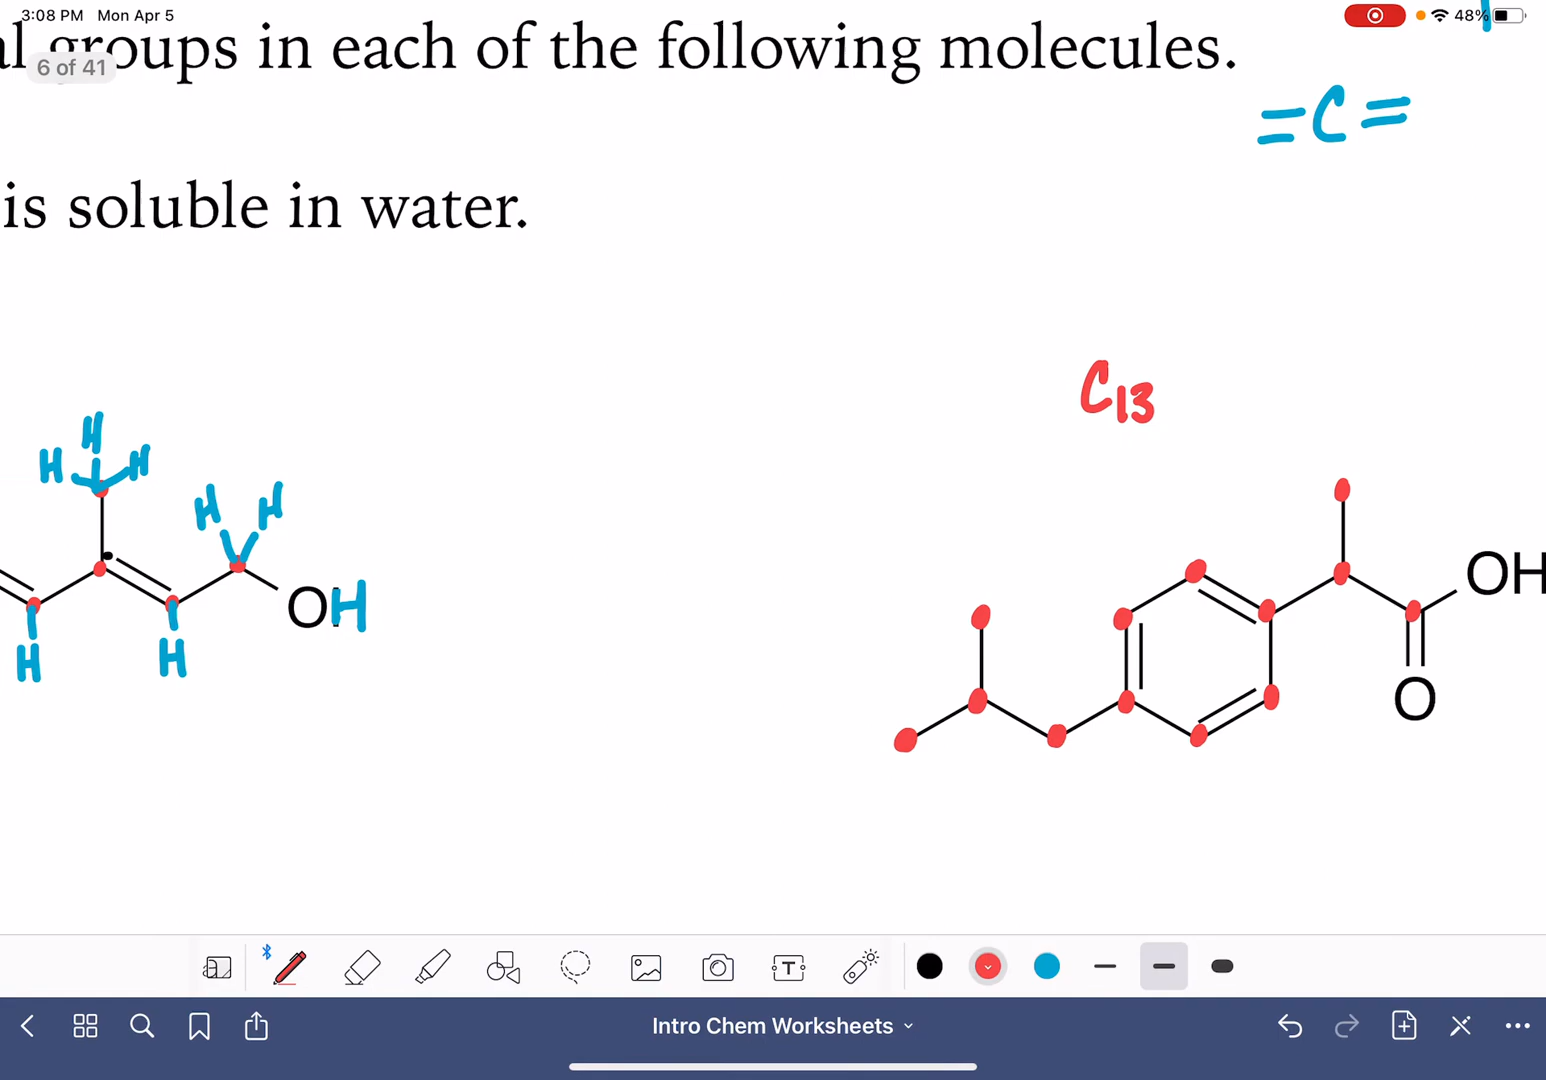 3:08 PM Mon Apr 5
48%
al groups in each of the following molecules.
6 of 41
=C=
is soluble in water.
C13
H
H H
H H
OH
H H
OH
O
T
Intro Chem Worksheets